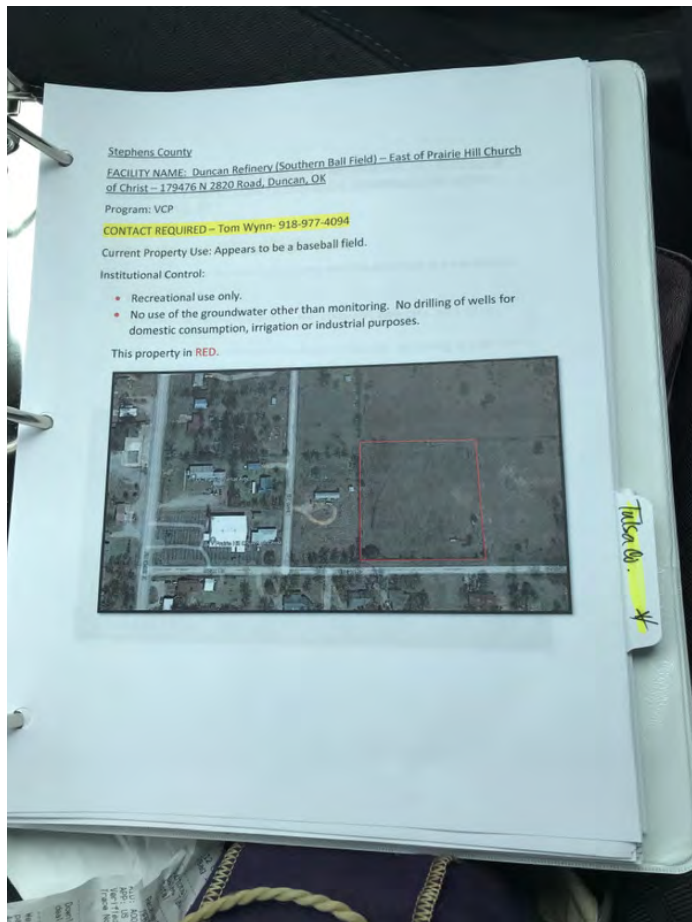 Stephens County
FACILITY NAME: Duncan Refinery (Southern Ball Field) – East of Prairie Hill Church
of Christ – 179476 N 2820 Road, Duncan, OK
Program: VCP
CONTACT REQUIRED – Tom Wynn- 918-977-4094
Current Property Use: Appears to be a baseball field.
Institutional Control:
• Recreational use only.
• No use of the groundwater other than monitoring. No drilling of wells for
domestic consumption, irrigation or industrial purposes.
This property in RED.
Tulsa Co.